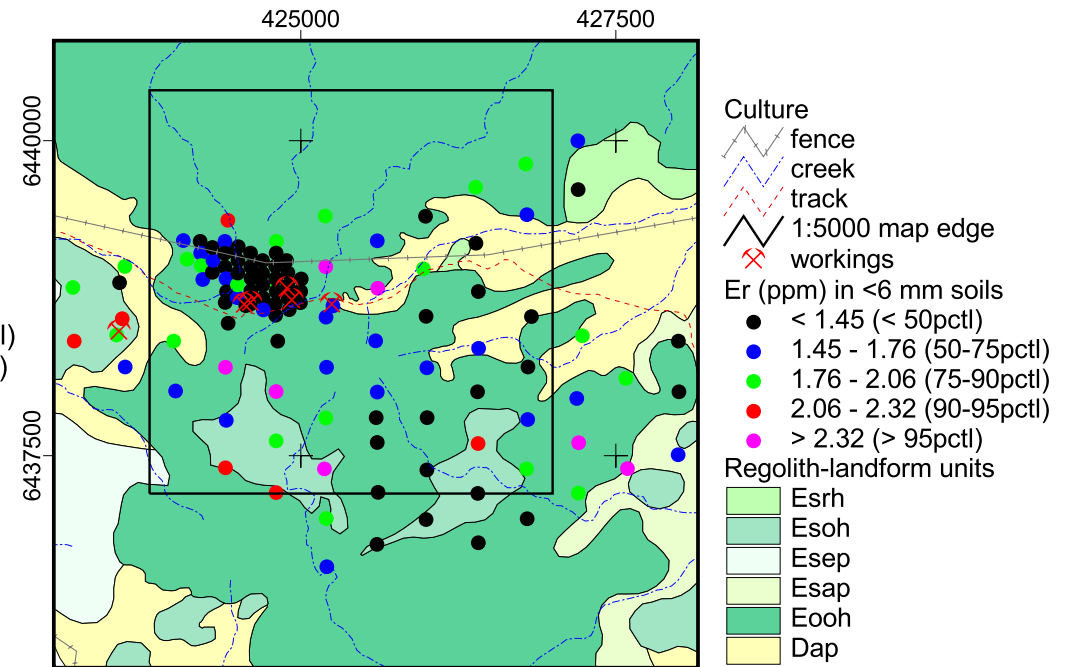 425000 427500
6440000
6437500
l)
)
Culture
fence
creek
track
1:5000 map edge
workings
Er (ppm) in <6 mm soils
< 1.45 (< 50pctl)
1.45 - 1.76 (50-75pctl)
1.76 - 2.06 (75-90pctl)
2.06 - 2.32 (90-95pctl)
> 2.32 (> 95pctl)
Regolith-landform units
Esrh
Esoh
Esep
Esap
Eooh
Dap